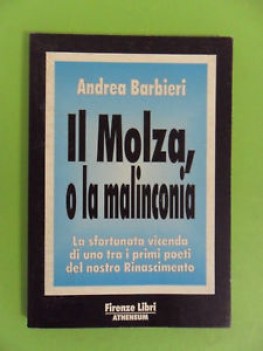 Andrea Barbieri
Il Molza,
o la malinconia
La sfortunata vicenda
di uno tra i primi poeti
del nostro Rinascimento
Firenze Libri
ATHENEUM